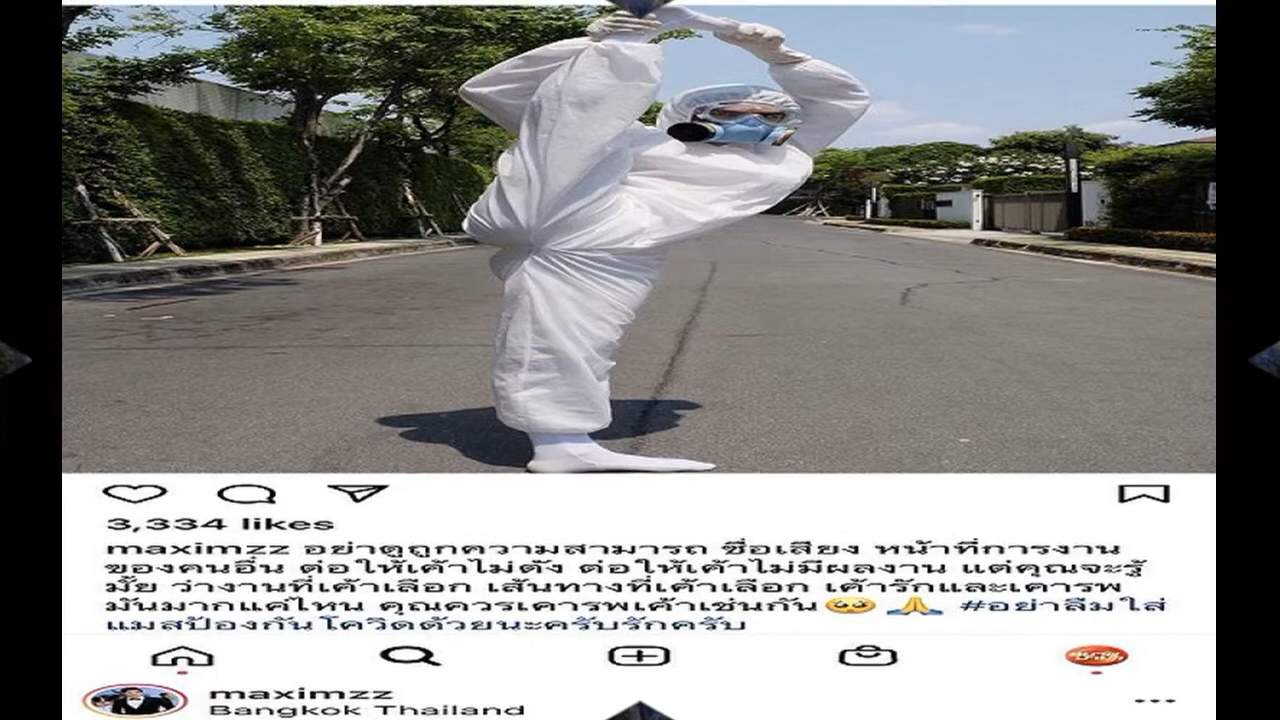 3,334 likes
maximzz อย่าดูถูกความสามารถ ชื่อเสียง หน้าที่การงาน
ของคนอื่น ต่อให้เค้าไม่ดัง ต่อให้เค้าไม่มีผลงาน แต่คุณจะรู้
มั้ย ว่างานที่เค้าเลือก เส้นทางที่เค้าเลือก เค้ารักและเคารพ
มันมากแค่ไหน คุณควรเคารพเค้าเช่นกัน🥺 🙏 #อย่าลืมใส่
แมสป้องกันโควิดด้วยนะครับรักครับ
maximzz
Bangkok Thailand